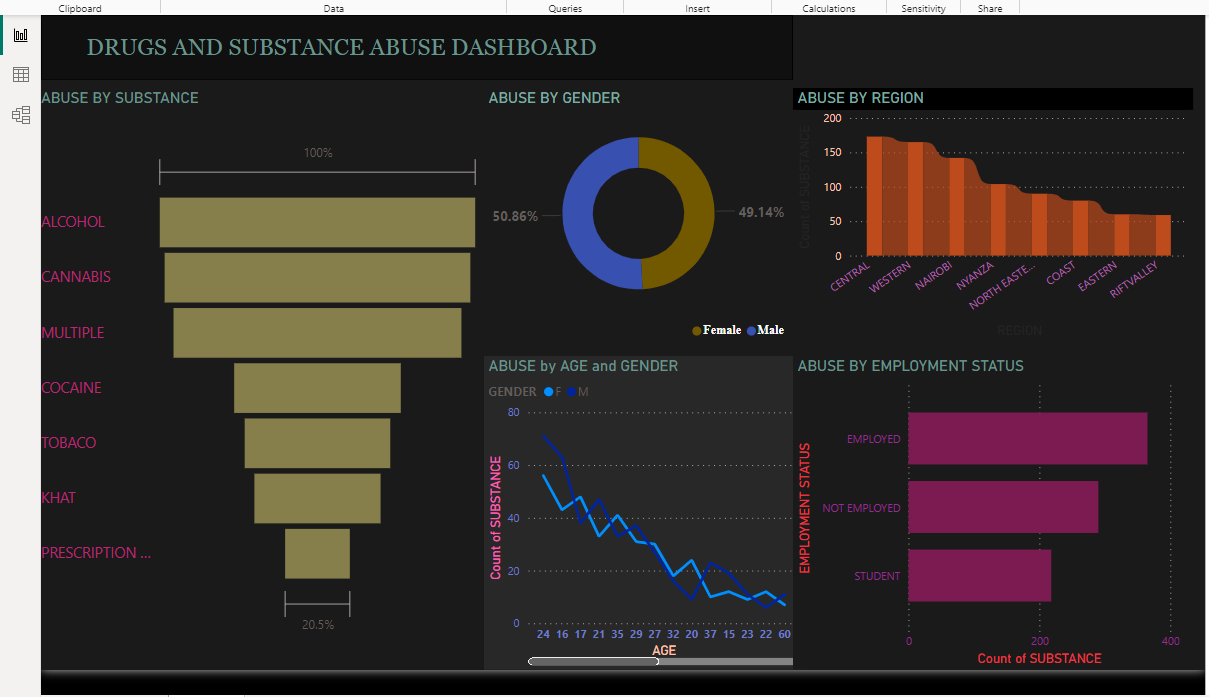 Clipboard
Data
Queries
Insert
Calculations
Sensitivity
Share
DRUGS AND SUBSTANCE ABUSE DASHBOARD
ABUSE BY SUBSTANCE
100%
ALCOHOL
CANNABIS
MULTIPLE
COCAINE
TOBACO
KHAT
PRESCRIPTION ...
20.5%
ABUSE BY GENDER
50.86%
49.14%
Female Male
ABUSE BY REGION
Count of SUBSTANCE
200
150
100
50
0
CENTRAL
WESTERN
NAIROBI
NYANZA
NORTH EASTE...
COAST
EASTERN
RIFTVALLEY
REGION
ABUSE by AGE and GENDER
GENDER F M
Count of SUBSTANCE
80
60
40
20
0
24 16 17 21 35 29 27 32 20 37 15 23 22 60
AGE
ABUSE BY EMPLOYMENT STATUS
EMPLOYMENT STATUS
EMPLOYED
NOT EMPLOYED
STUDENT
0 200 400
Count of SUBSTANCE